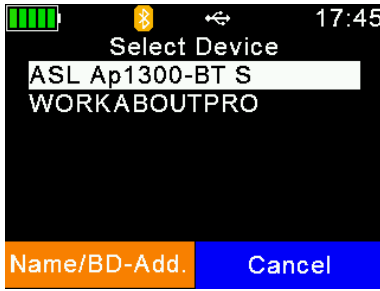 17:45
Select Device
ASL Ap1300-BT S
WORKABOUTPRO
Name/BD-Add. Cancel